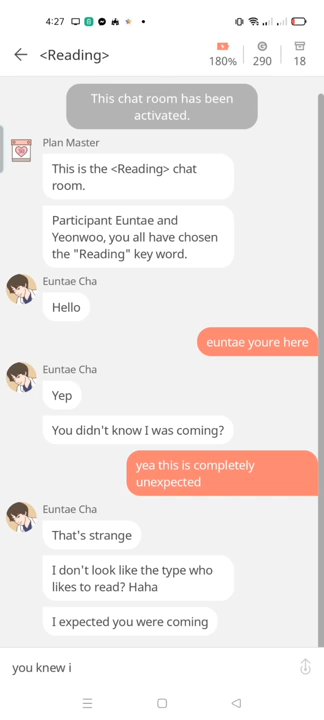 4:27
<Reading>
180%
290
18
This chat room has been
activated.
Plan Master
This is the <Reading> chat
room.
Participant Euntae and
Yeonwoo, you all have chosen
the "Reading" key word.
Euntae Cha
Hello
euntae youre here
Euntae Cha
Yep
You didn't know I was coming?
yea this is completely
unexpected
Euntae Cha
That's strange
I don't look like the type who
likes to read? Haha
I expected you were coming
you knew i